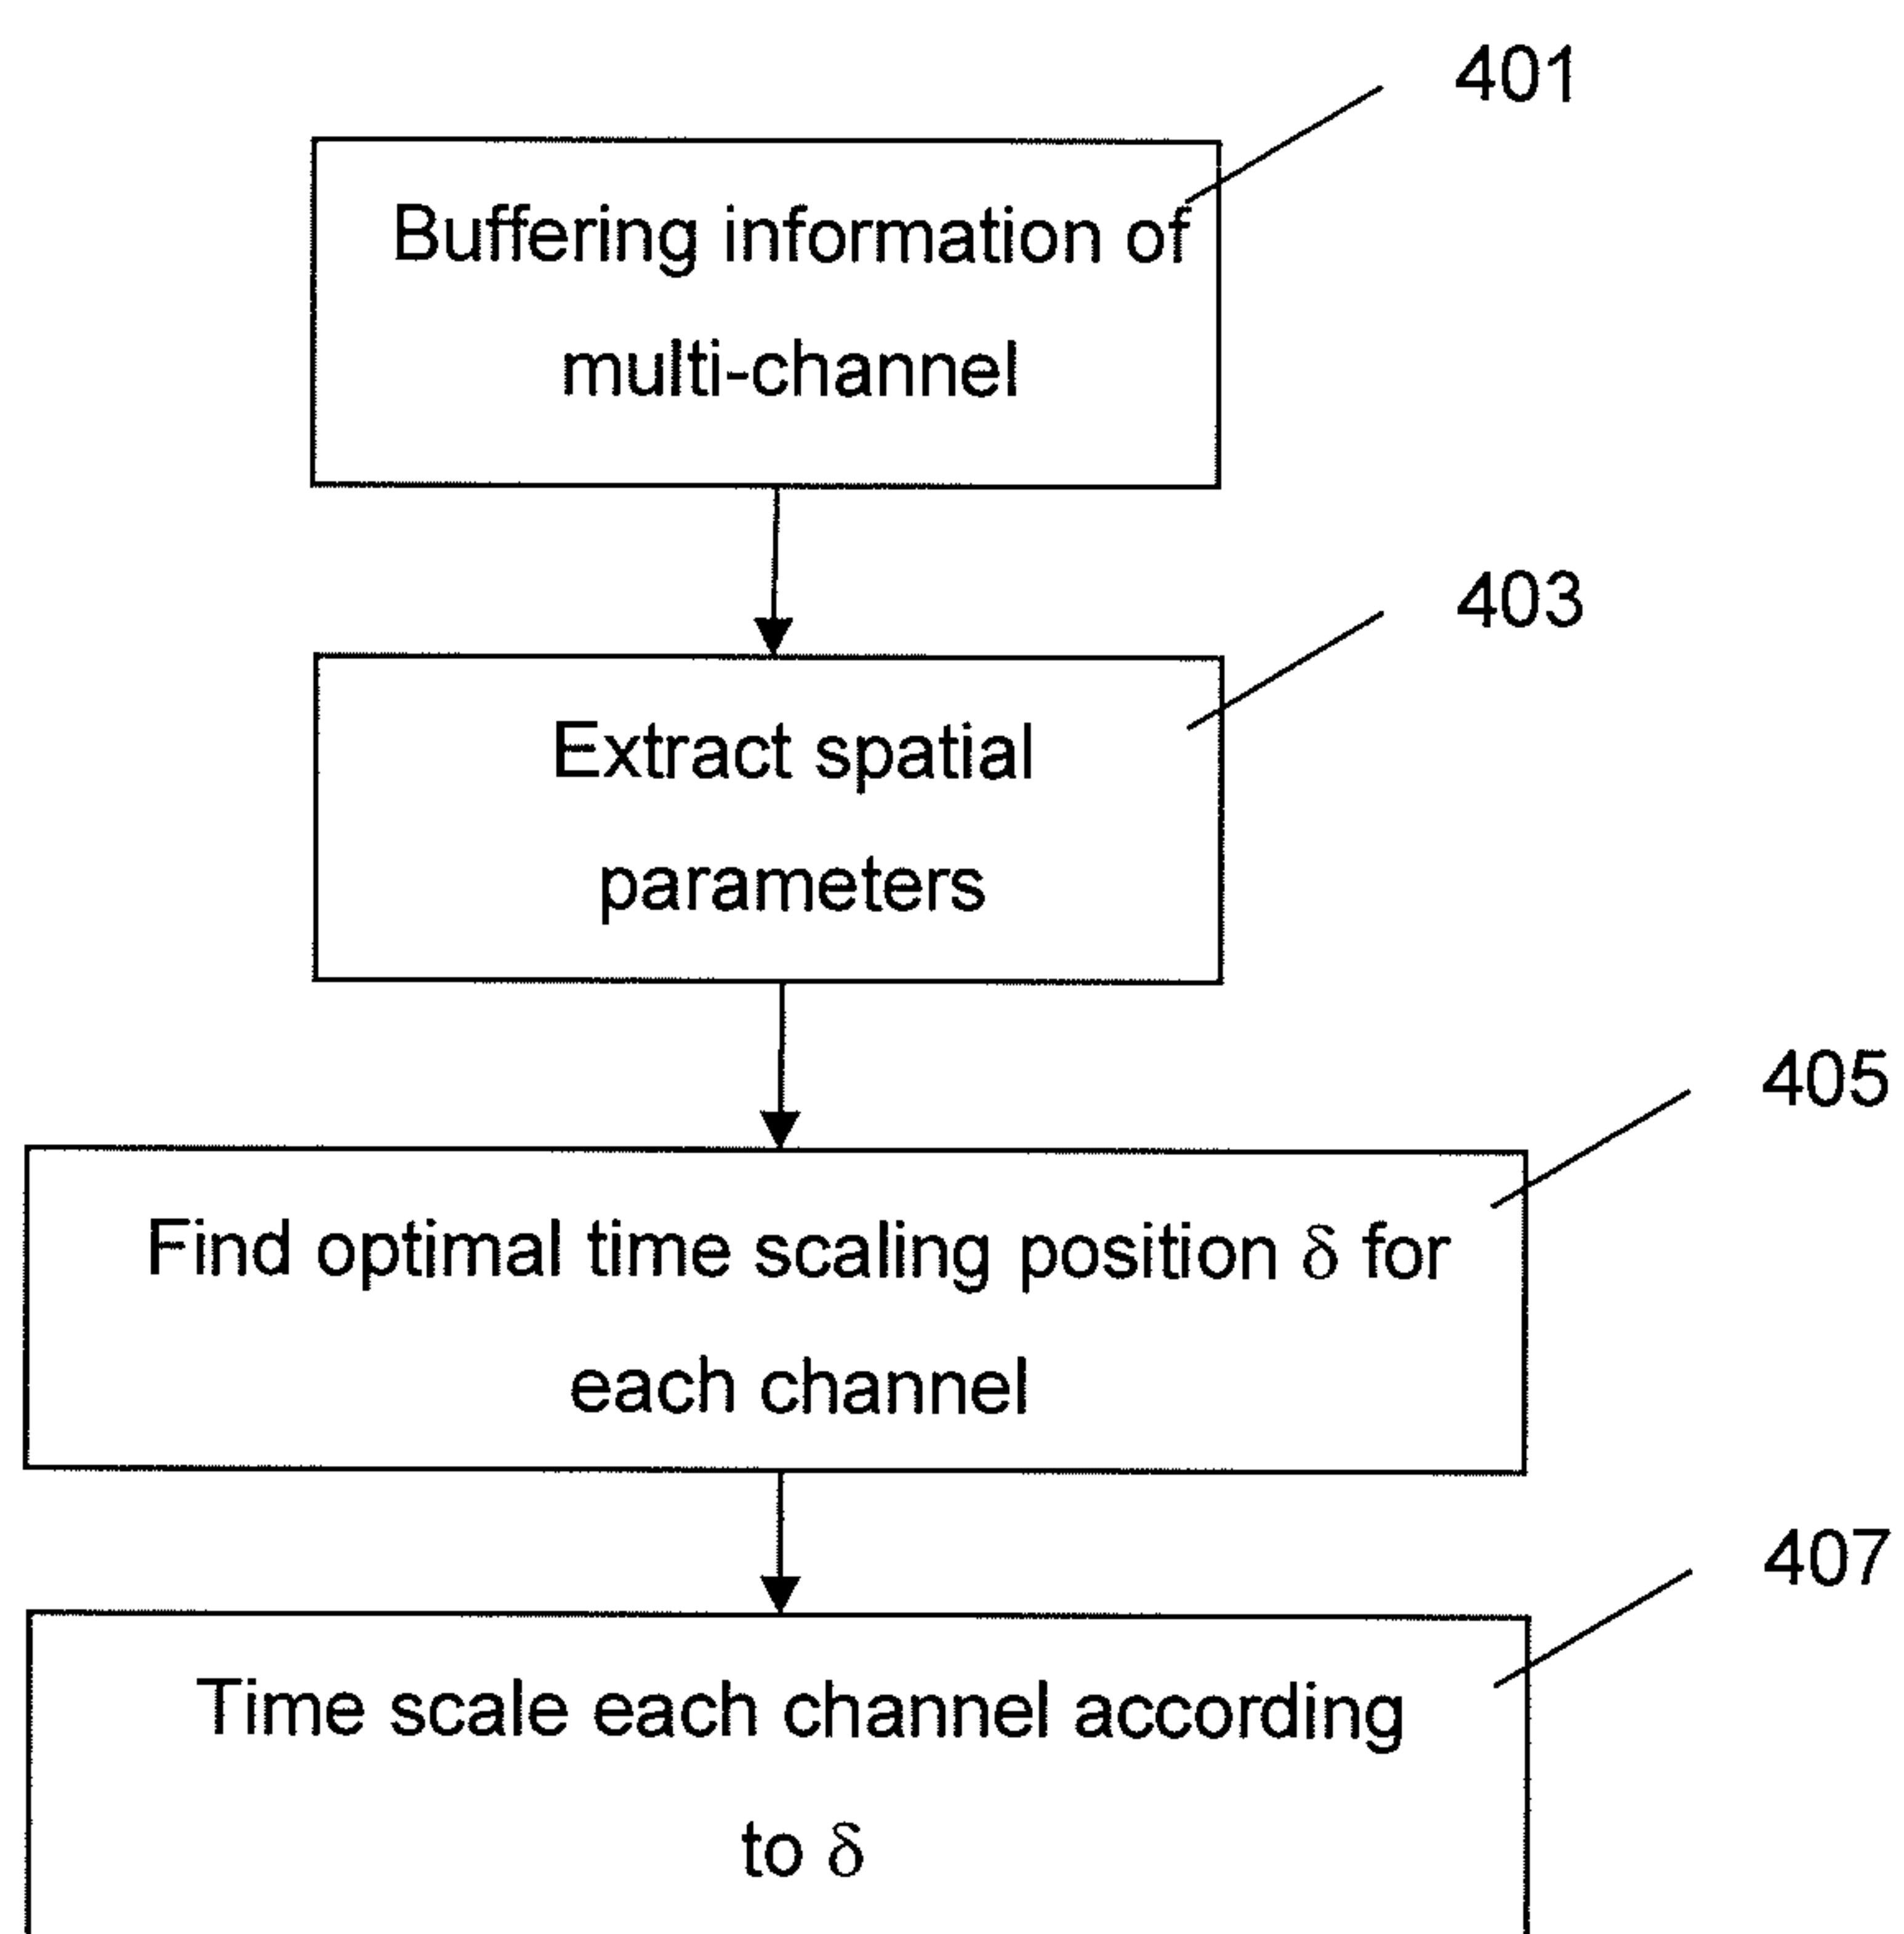 401
Buffering information of
multi-channel
403
Extract spatial
parameters
405
Find optimal time scaling position δ for
each channel
407
Time scale each channel according
to δ